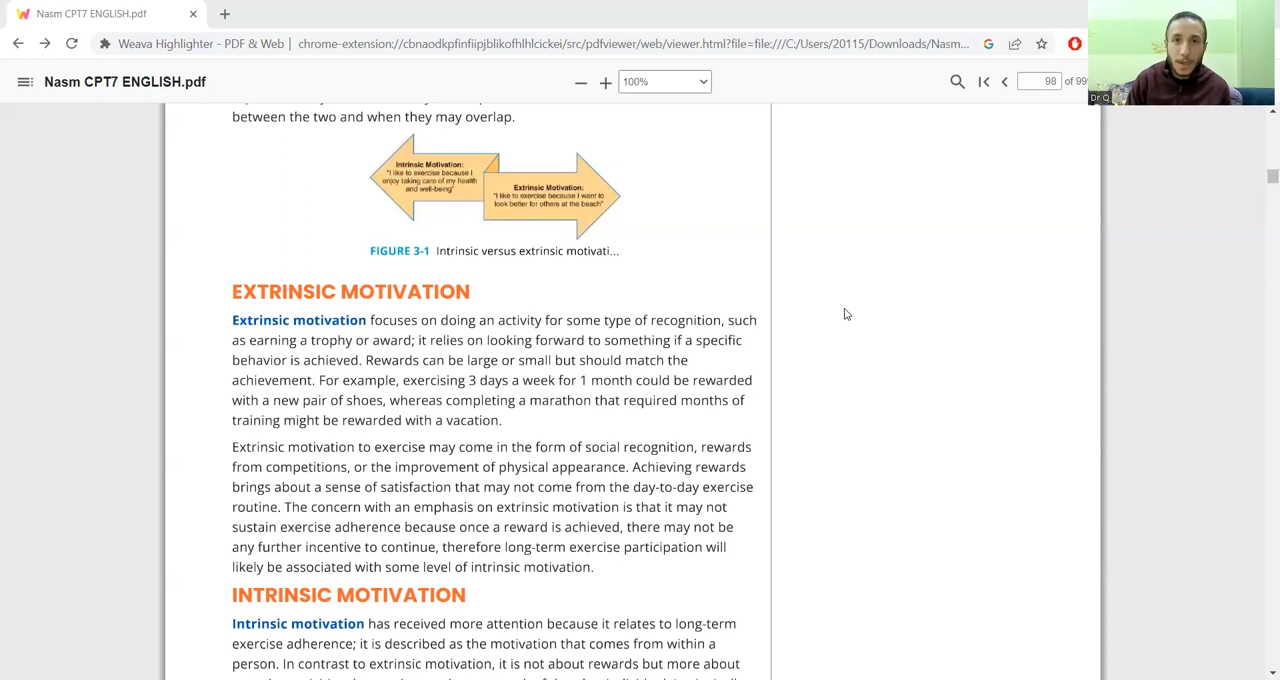 Nasm CPT7 ENGLISH.pdf
Weava Highlighter - PDF & Web | chrome-extension://cbnaodkpfinfiipjblikofhlhlcickei/src/pdfviewer/web/viewer.html?file=file:///C:/Users/20115/Downloads/Nasm...
Dr Q
Nasm CPT7 ENGLISH.pdf
100%
98 of 99
between the two and when they may overlap.
Intrinsic Motivation:
"I like to exercise because I
enjoy taking care of my health
and well-being"
Extrinsic Motivation:
"I like to exercise because I want to
look better for others at the beach"
FIGURE 3-1 Intrinsic versus extrinsic motivati...
EXTRINSIC MOTIVATION
Extrinsic motivation focuses on doing an activity for some type of recognition, such
as earning a trophy or award; it relies on looking forward to something if a specific
behavior is achieved. Rewards can be large or small but should match the
achievement. For example, exercising 3 days a week for 1 month could be rewarded
with a new pair of shoes, whereas completing a marathon that required months of
training might be rewarded with a vacation.
Extrinsic motivation to exercise may come in the form of social recognition, rewards
from competitions, or the improvement of physical appearance. Achieving rewards
brings about a sense of satisfaction that may not come from the day-to-day exercise
routine. The concern with an emphasis on extrinsic motivation is that it may not
sustain exercise adherence because once a reward is achieved, there may not be
any further incentive to continue, therefore long-term exercise participation will
likely be associated with some level of intrinsic motivation.
INTRINSIC MOTIVATION
Intrinsic motivation has received more attention because it relates to long-term
exercise adherence; it is described as the motivation that comes from within a
person. In contrast to extrinsic motivation, it is not about rewards but more about